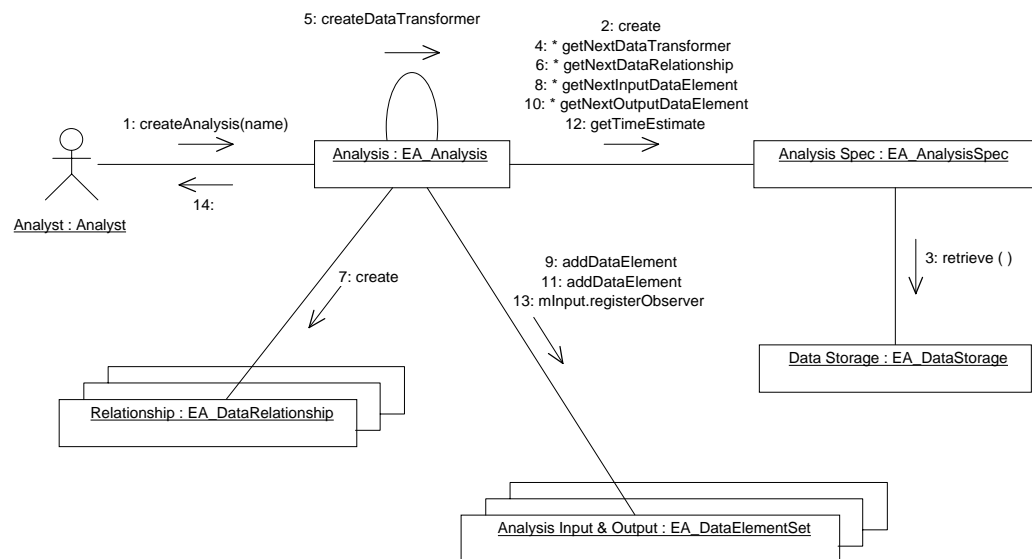 5: createDataTransformer
2: create
4: * getNextDataTransformer
6: * getNextDataRelationship
8: * getNextInputDataElement
10: * getNextOutputDataElement
12: getTimeEstimate
1: createAnalysis(name)
Analysis : EA_Analysis
Analysis Spec : EA_AnalysisSpec
14:
Analyst : Analyst
3: retrieve ( )
9: addDataElement
11: addDataElement
13: mInput.registerObserver
7: create
Data Storage : EA_DataStorage
Relationship : EA_DataRelationship
Analysis Input & Output : EA_DataElementSet